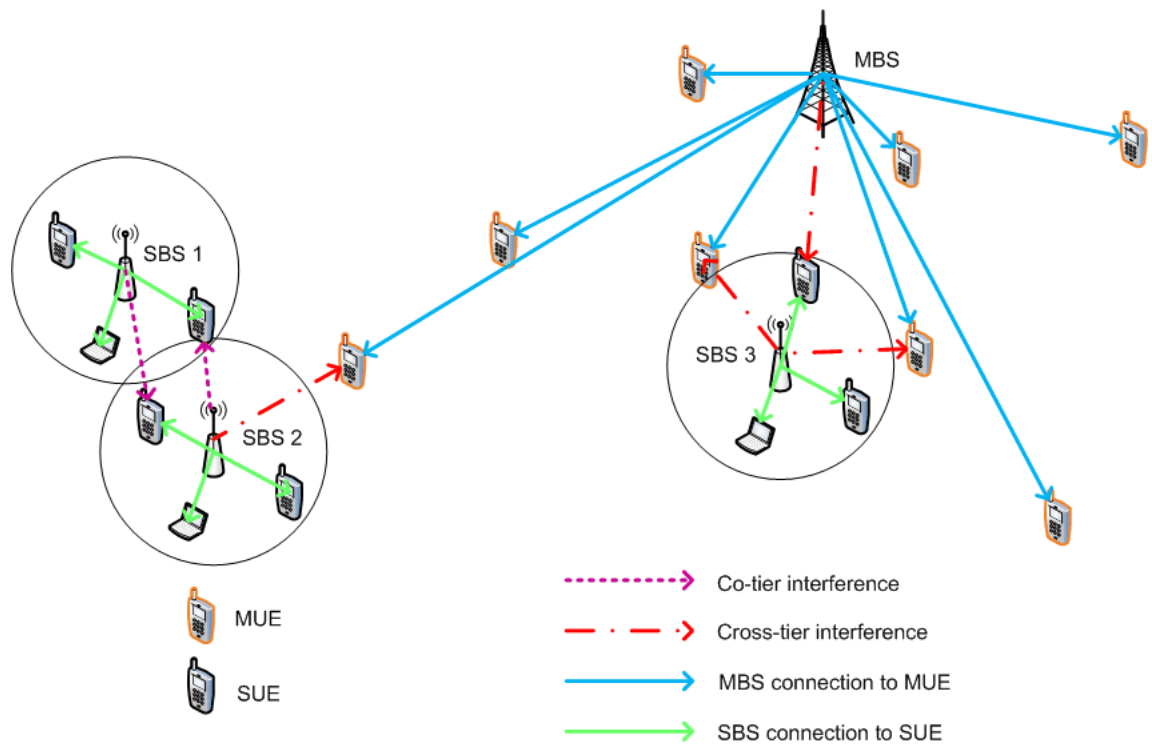 MBS
SBS 1
SBS 3
SBS 2
Co-tier interference
MUE
Cross-tier interference
MBS connection to MUE
SUE
SBS connection to SUE